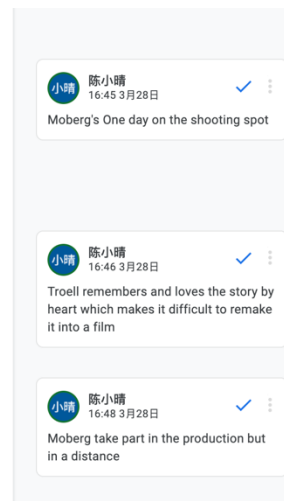 小晴
陈小晴
16:45 3月28日
Moberg's One day on the shooting spot
小晴
陈小晴
16:46 3月28日
Troell remembers and loves the story by
heart which makes it difficult to remake
it into a film
小晴
陈小晴
16:48 3月28日
Moberg take part in the production but
in a distance